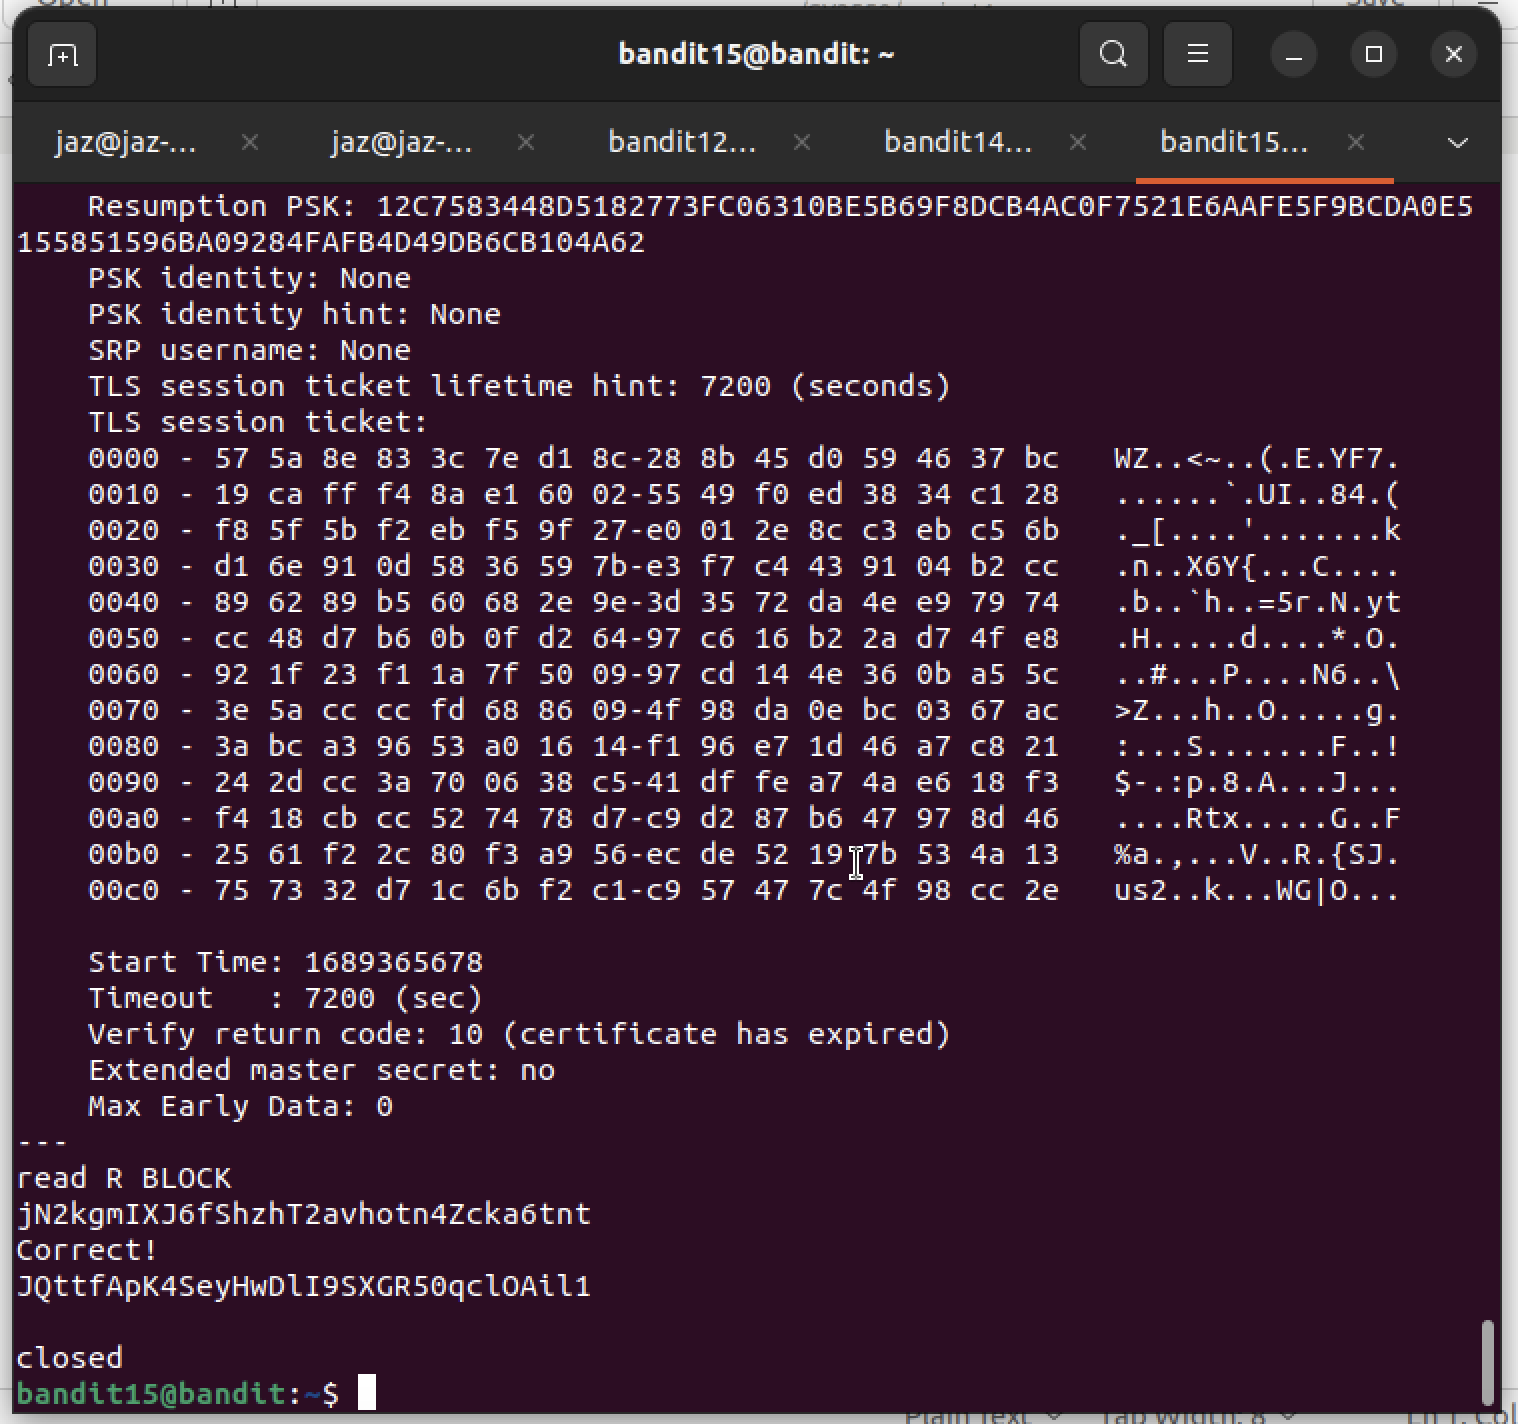 Open
Save
bandit15@bandit: ~
jaz@jaz-... jaz@jaz-... bandit12... bandit14... bandit15...
Resumption PSK: 12C7583448D5182773FC06310BE5B69F8DCB4AC0F7521E6AAFE5F9BCDA0E5
155851596BA09284FAFB4D49DB6CB104A62
PSK identity: None
PSK identity hint: None
SRP username: None
TLS session ticket lifetime hint: 7200 (seconds)
TLS session ticket:
0000 - 57 5a 8e 83 3c 7e d1 8c-28 8b 45 d0 59 46 37 bc   WZ..<~..(.E.YF7.
0010 - 19 ca ff f4 8a e1 60 02-55 49 f0 ed 38 34 c1 28   ......`.UI..84.(
0020 - f8 5f 5b f2 eb f5 9f 27-e0 01 2e 8c c3 eb c5 6b   ._[....'.......k
0030 - d1 6e 91 0d 58 36 59 7b-e3 f7 c4 43 91 04 b2 cc   .n..X6Y{...C....
0040 - 89 62 89 b5 60 68 2e 9e-3d 35 72 da 4e e9 79 74   .b..`h..=5r.N.yt
0050 - cc 48 d7 b6 0b 0f d2 64-97 c6 16 b2 2a d7 4f e8   .H.....d....*.O.
0060 - 92 1f 23 f1 1a 7f 50 09-97 cd 14 4e 36 0b a5 5c   ..#...P....N6..\
0070 - 3e 5a cc cc fd 68 86 09-4f 98 da 0e bc 03 67 ac   >Z...h..O.....g.
0080 - 3a bc a3 96 53 a0 16 14-f1 96 e7 1d 46 a7 c8 21   :...S.......F..!
0090 - 24 2d cc 3a 70 06 38 c5-41 df fe a7 4a e6 18 f3   $-.:p.8.A...J...
00a0 - f4 18 cb cc 52 74 78 d7-c9 d2 87 b6 47 97 8d 46   ....Rtx.....G..F
00b0 - 25 61 f2 2c 80 f3 a9 56-ec de 52 19 7b 53 4a 13   %a.,...V..R.{SJ.
00c0 - 75 73 32 d7 1c 6b f2 c1-c9 57 47 7c 4f 98 cc 2e   us2..k...WG|O...
Start Time: 1689365678
Timeout   : 7200 (sec)
Verify return code: 10 (certificate has expired)
Extended master secret: no
Max Early Data: 0
---
read R BLOCK
jN2kgmIXJ6fShzhT2avhotn4Zcka6tnt
Correct!
JQttfApK4SeyHwDlI9SXGR50qclOAil1
closed
bandit15@bandit:~$
Plain Text Tab Width: 8 Ln 1, Col